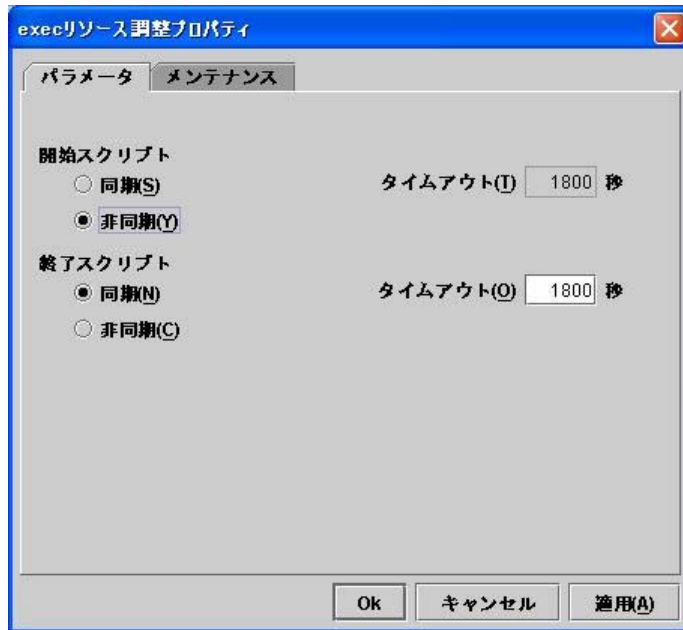 execリソース調整プロパティ
パラメータ メンテナンス
開始スクリプト
同期(S) タイムアウト(T) 1800 秒
非同期(Y)
終了スクリプト
同期(N) タイムアウト(O) 1800 秒
非同期(C)
Ok キャンセル 適用(A)